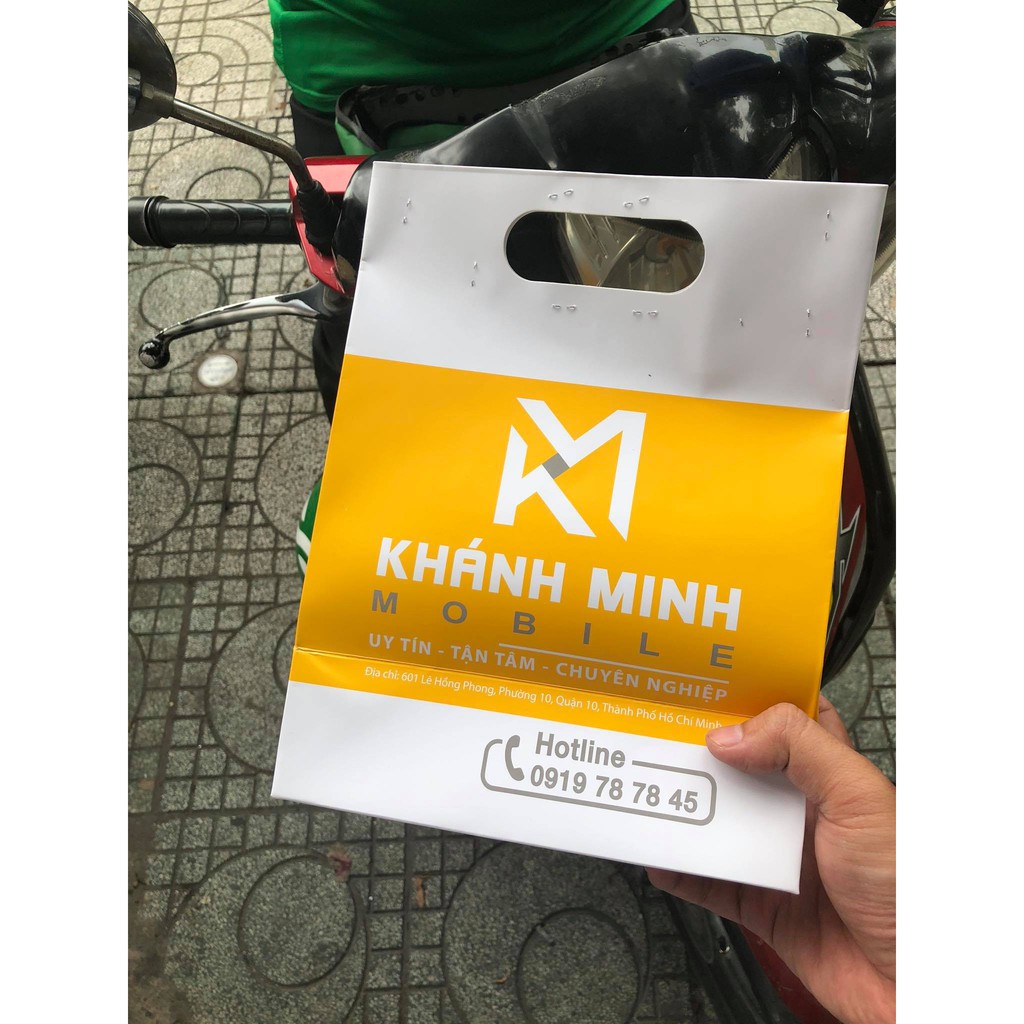 KM
KHÁNH MINH
MOBILE
UY TÍN - TẬN TÂM - CHUYÊN NGHIỆP
Địa chỉ: 601 Lê Hồng Phong, Phường 10, Quận 10, Thành Phố Hồ Chí Minh
Hotline
0919 78 78 45